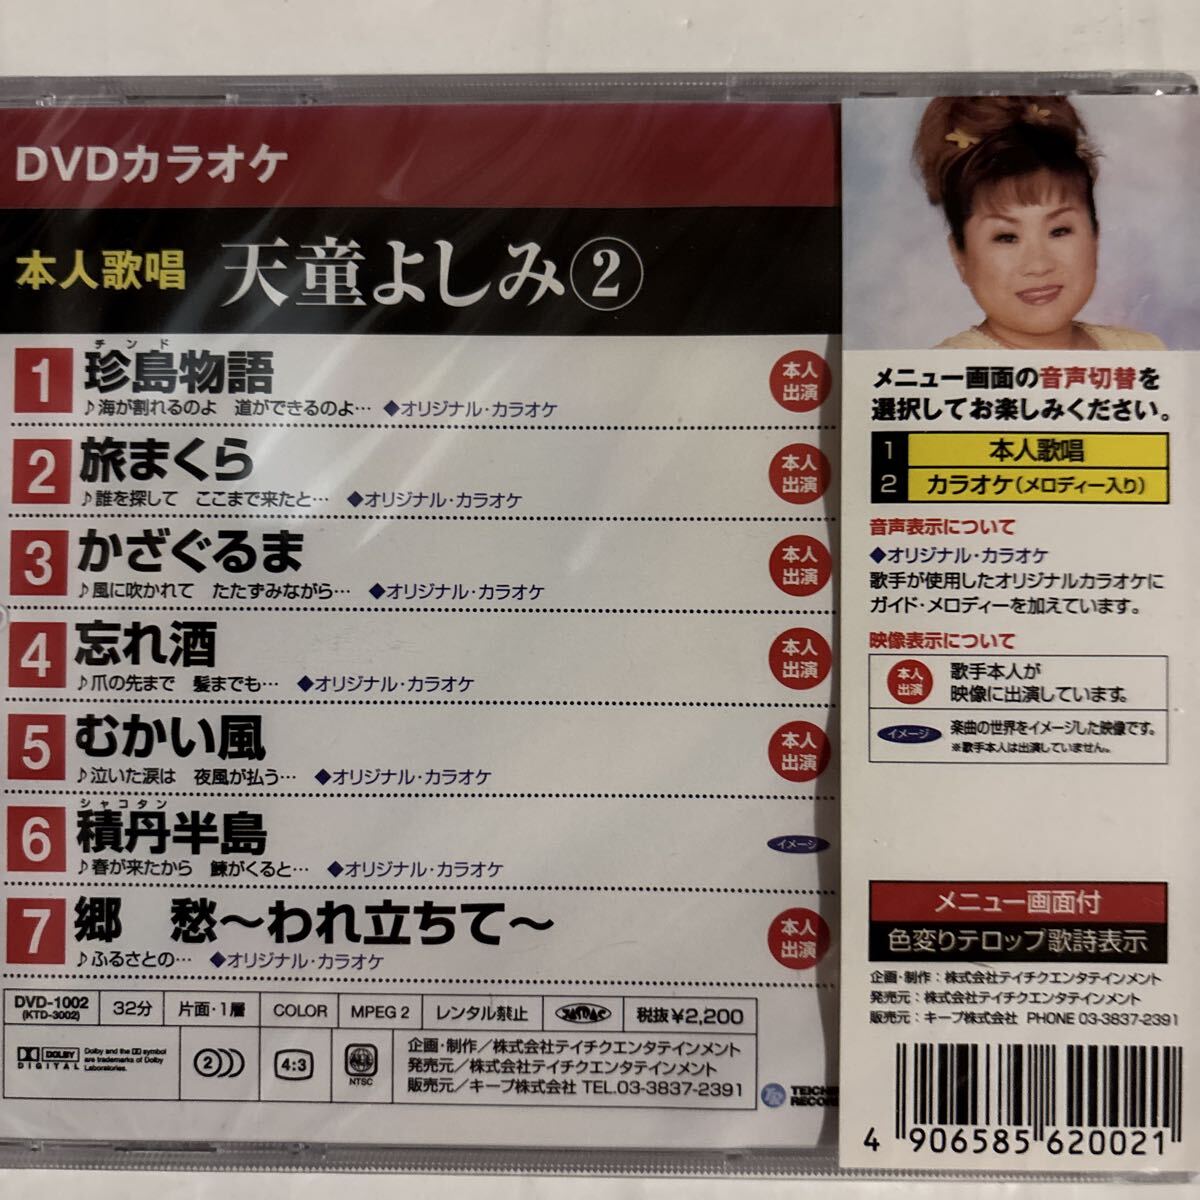 DVDカラオケ
本人歌唱 天童よしみ②
1 珍島物語 チンド
♪海が割れるのよ 道ができるのよ… ◆オリジナル・カラオケ
本人出演
2 旅まくら
♪誰を探して ここまで来たと… ◆オリジナル・カラオケ
本人出演
3 かざぐるま
♪風に吹かれて たたずみながら… ◆オリジナル・カラオケ
本人出演
4 忘れ酒
♪爪の先まで 髪までも… ◆オリジナル・カラオケ
本人出演
5 むかい風
♪泣いた涙は 夜風が払う… ◆オリジナル・カラオケ
本人出演
6 積丹半島 シャコタン
♪春が来たから 鰊がくると… ◆オリジナル・カラオケ
イメージ
7 郷 愁〜われ立ちて〜
♪ふるさとの… ◆オリジナル・カラオケ
本人出演
DVD-1002
(KTD-3002)
32分
片面・1層
COLOR
MPEG 2
レンタル禁止
税抜¥2,200
DOLBY
DIGITAL
Dolby and the DD symbol
are trademarks of Dolby
Laboratories.
2
4:3
NTSC
企画・制作／株式会社テイチクエンタテインメント
発売元／株式会社テイチクエンタテインメント
販売元／キープ株式会社 TEL.03-3837-2391
メニュー画面の音声切替を
選択してお楽しみください。
1 本人歌唱
2 カラオケ(メロディー入り)
音声表示について
◆オリジナル・カラオケ
歌手が使用したオリジナルカラオケに
ガイド・メロディーを加えています。
映像表示について
本人出演
歌手本人が
映像に出演しています。
イメージ
楽曲の世界をイメージした映像です。
※歌手本人は出演していません。
メニュー画面付
色変りテロップ歌詩表示
企画・制作：株式会社テイチクエンタテインメント
発売元：株式会社テイチクエンタテインメント
販売元：キープ株式会社 PHONE 03-3837-2391
4 906585 620021